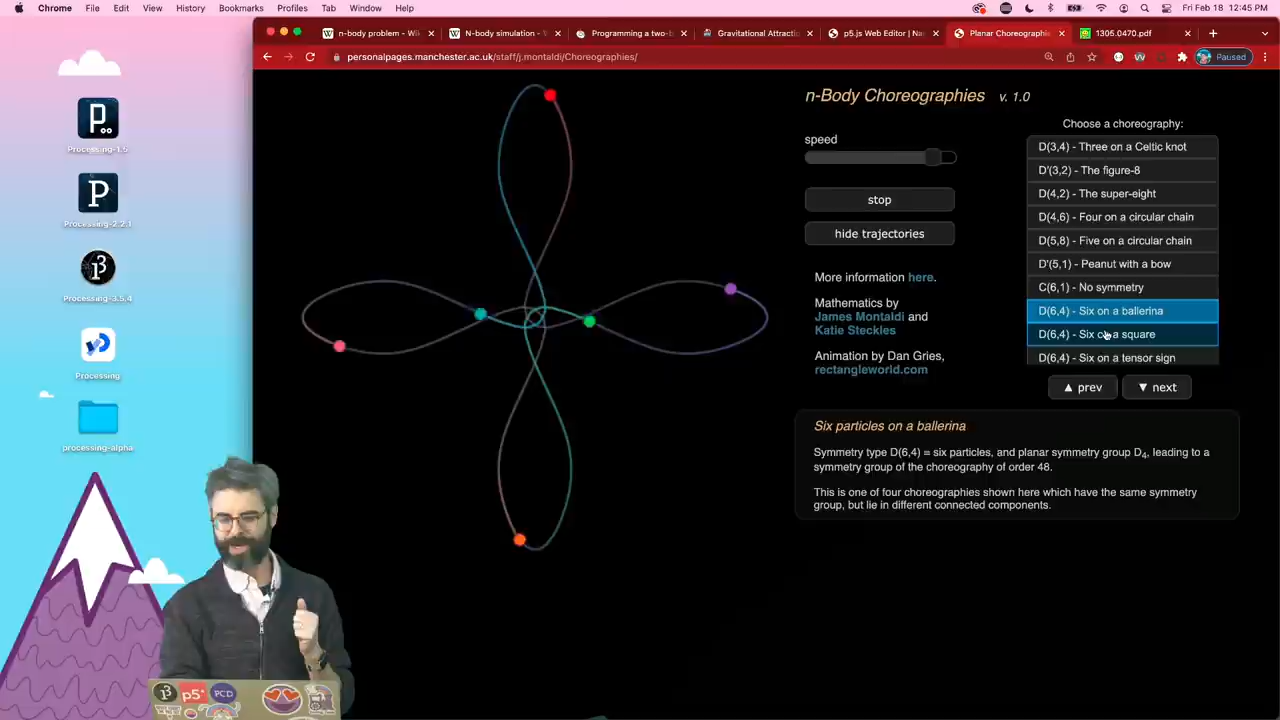 Chrome File Edit View History Bookmarks Profiles Tab Window Help Fri Feb 18 12:45 PM
n-body problem - Wi
N-body simulation - W
Programming a two-b
Gravitational Attractio
p5.js Web Editor | Na
Planar Choreographie
1305.0470.pdf
personalpages.manchester.ac.uk/staff/j.montaldi/Choreographies/
Paused
P
Processing-1.5
P
Processing-2.2.1
β
Processing-3.5.4
Processing
processing-alpha
n-Body Choreographies v. 1.0
speed
stop
hide trajectories
More information here.
Mathematics by
James Montaldi and
Katie Steckles
Animation by Dan Gries,
rectangleworld.com
Choose a choreography:
D(3,4) - Three on a Celtic knot
D'(3,2) - The figure-8
D(4,2) - The super-eight
D(4,6) - Four on a circular chain
D(5,8) - Five on a circular chain
D'(5,1) - Peanut with a bow
C(6,1) - No symmetry
D(6,4) - Six on a ballerina
D(6,4) - Six on a square
D(6,4) - Six on a tensor sign
▲ prev
▼ next
Six particles on a ballerina
Symmetry type D(6,4) = six particles, and planar symmetry group D4, leading to a
symmetry group of the choreography of order 48.
This is one of four choreographies shown here which have the same symmetry
group, but lie in different connected components.
p5*
PCD